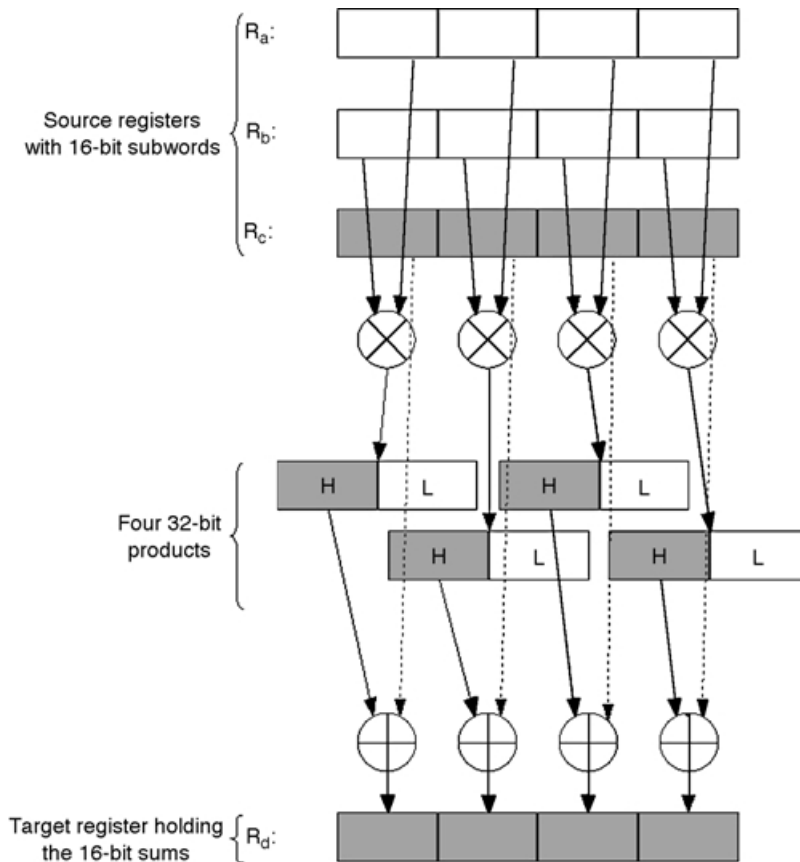 Ra:
Source registers
with 16-bit subwords
Rb:
Rc:
H
L
H
L
Four 32-bit
products
H
L
H
L
Target register holding
the 16-bit sums
Rd: